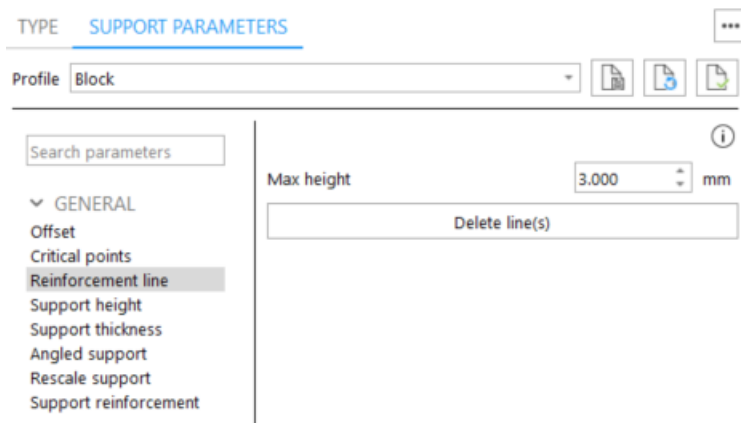 TYPE SUPPORT PARAMETERS
Profile Block
Search parameters
GENERAL
Offset
Critical points
Reinforcement line
Support height
Support thickness
Angled support
Rescale support
Support reinforcement
Max height 3.000 mm
Delete line(s)